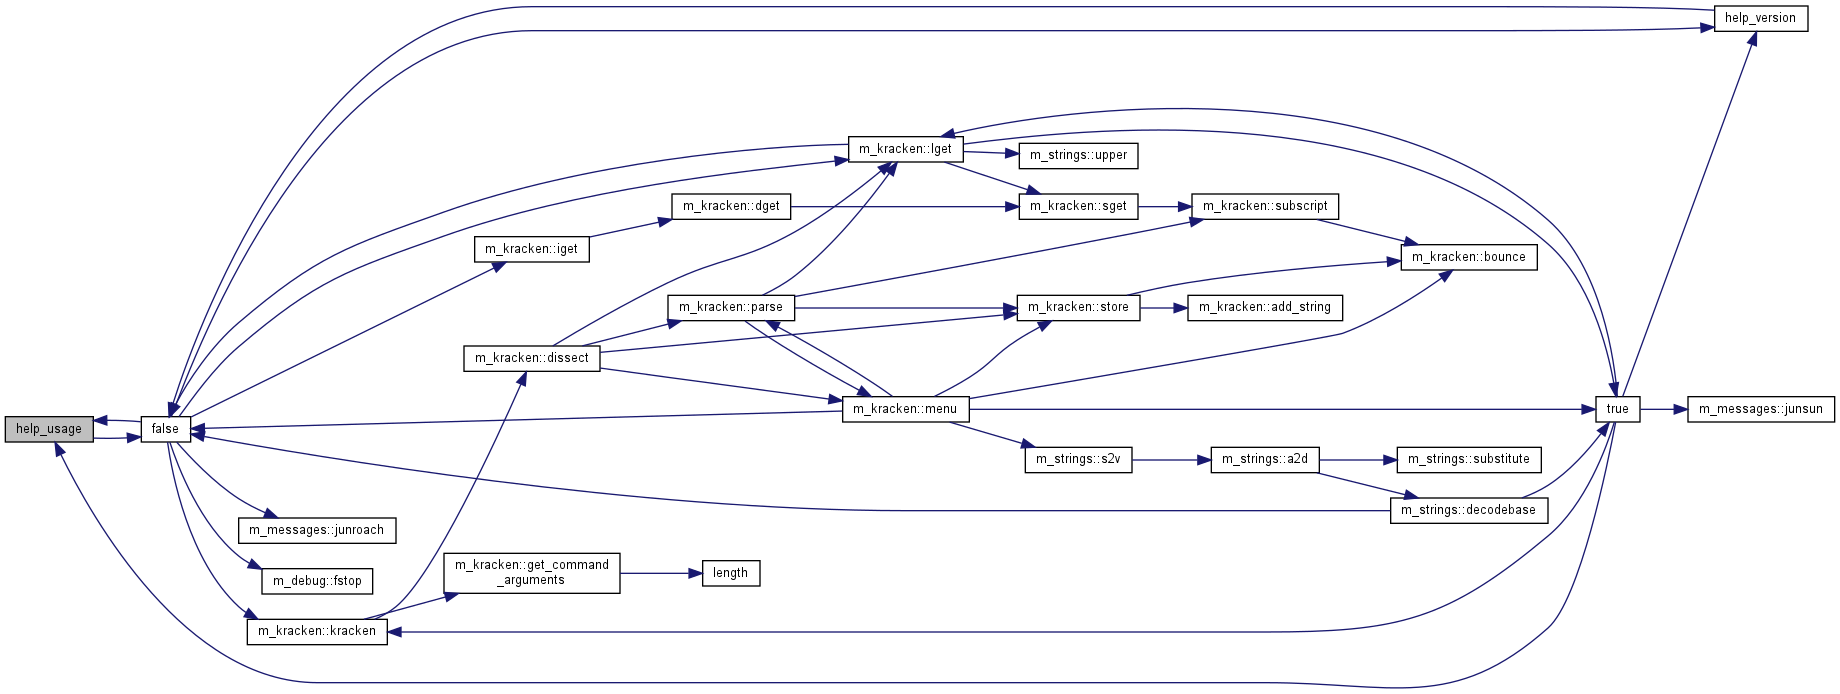 help_version
m_kracken::lget
m_strings::upper
m_kracken::dget
m_kracken::sget
m_kracken::subscript
m_kracken::iget
m_kracken::bounce
m_kracken::parse
m_kracken::store
m_kracken::add_string
m_kracken::dissect
m_kracken::menu
true
m_messages::junsun
help_usage
false
m_strings::s2v
m_strings::a2d
m_strings::substitute
m_strings::decodebase
m_messages::junroach
m_kracken::get_command
_arguments
length
m_debug::fstop
m_kracken::kracken